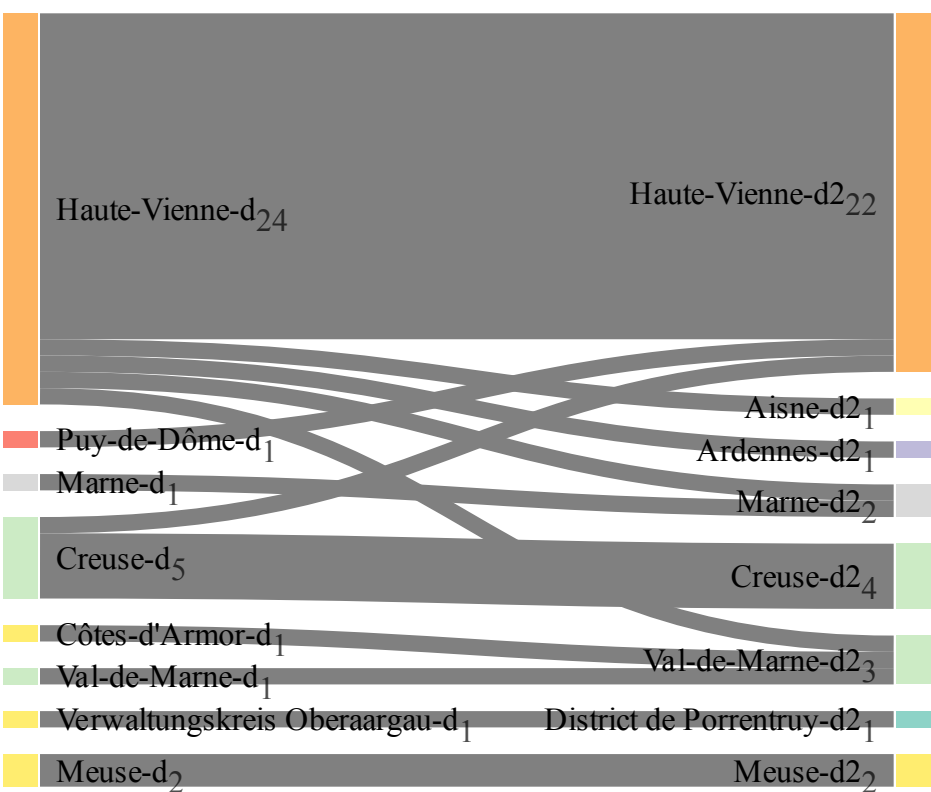 Haute-Vienne-d24
Haute-Vienne-d222
Aisne-d21
Puy-de-Dôme-d1
Ardennes-d21
Marne-d1
Marne-d22
Creuse-d5
Creuse-d24
Côtes-d'Armor-d1
Val-de-Marne-d23
Val-de-Marne-d1
Verwaltungskreis Oberaargau-d1
District de Porrentruy-d21
Meuse-d2
Meuse-d22